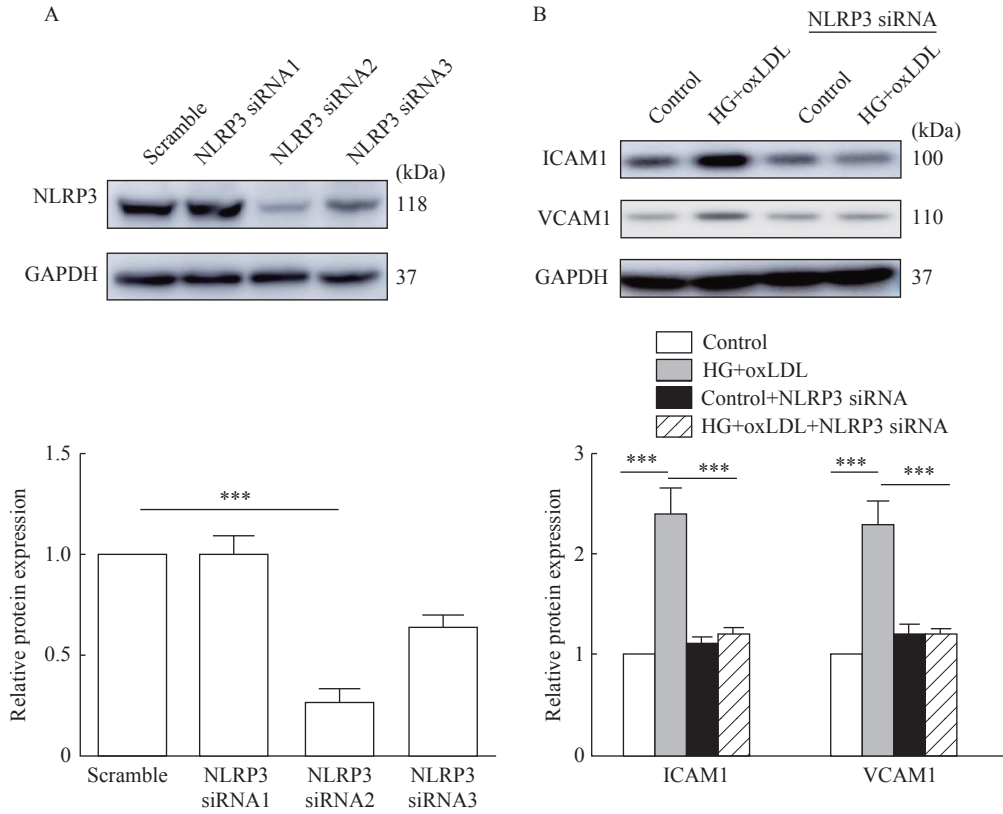 A
Scramble
NLRP3 siRNA1
NLRP3 siRNA2
NLRP3 siRNA3
(kDa)
NLRP3
118
GAPDH
37
Relative protein expression
1.5
1.0
0.5
0
***
Scramble
NLRP3
siRNA1
NLRP3
siRNA2
NLRP3
siRNA3
B
NLRP3 siRNA
Control
HG+oxLDL
Control
HG+oxLDL
(kDa)
ICAM1
100
VCAM1
110
GAPDH
37
Control
HG+oxLDL
Control+NLRP3 siRNA
HG+oxLDL+NLRP3 siRNA
Relative protein expression
3
2
1
0
***
***
***
***
ICAM1
VCAM1